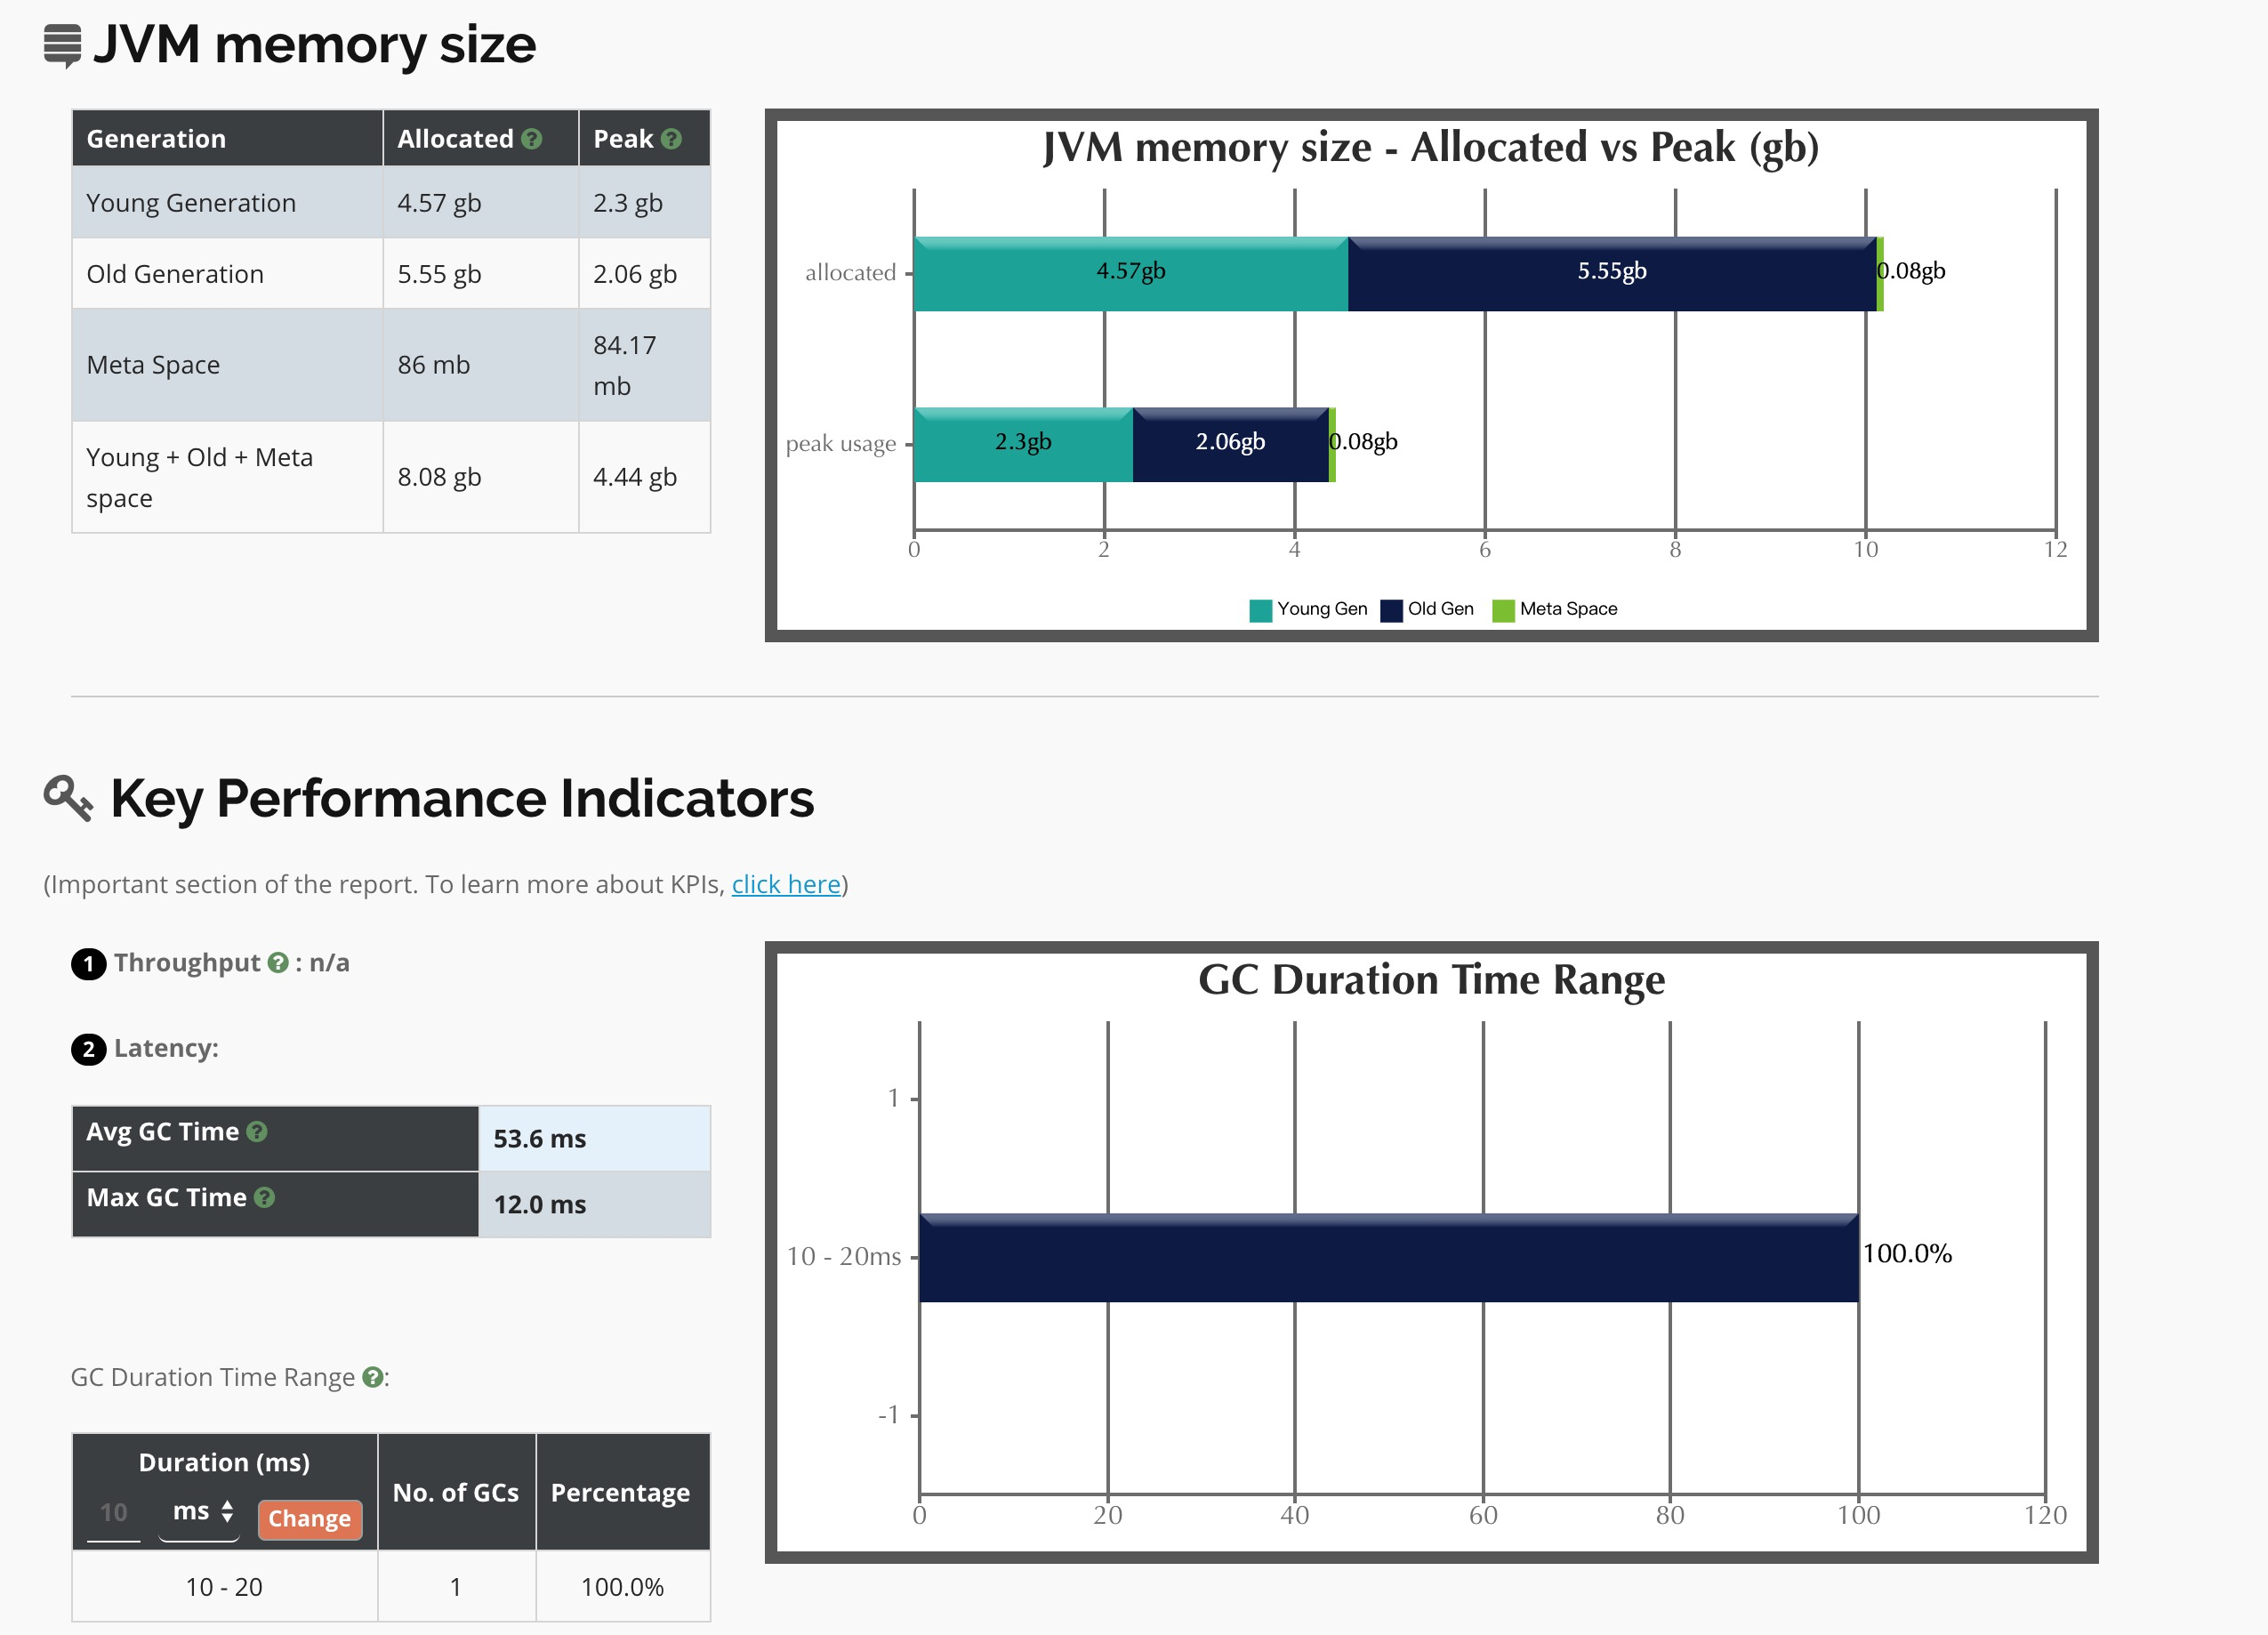 JVM memory size
Generation Allocated ? Peak ?
Young Generation 4.57 gb 2.3 gb
Old Generation 5.55 gb 2.06 gb
Meta Space 86 mb 84.17 mb
Young + Old + Meta space 8.08 gb 4.44 gb
JVM memory size - Allocated vs Peak (gb)
allocated 4.57gb 5.55gb 0.08gb
peak usage 2.3gb 2.06gb 0.08gb
0 2 4 6 8 10 12
Young Gen Old Gen Meta Space
Key Performance Indicators
(Important section of the report. To learn more about KPIs, click here)
1 Throughput ? : n/a
2 Latency:
Avg GC Time ? 53.6 ms
Max GC Time ? 12.0 ms
GC Duration Time Range ?:
Duration (ms)
10 ms Change
No. of GCs
Percentage
10 - 20 1 100.0%
GC Duration Time Range
1
10 - 20ms 100.0%
-1
0 20 40 60 80 100 120